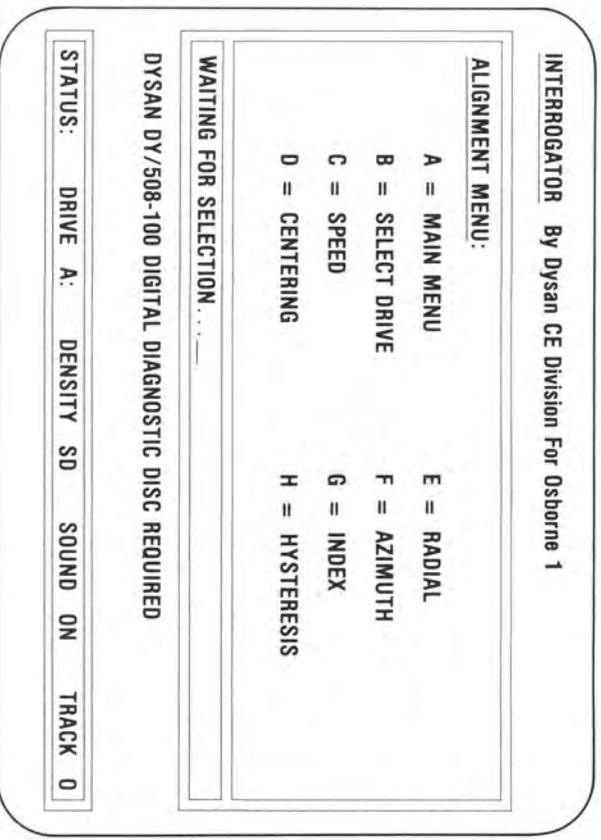 INTERROGATOR By Dysan CE Division For Osborne 1
ALIGNMENT MENU:
A = MAIN MENU E = RADIAL
B = SELECT DRIVE F = AZIMUTH
C = SPEED G = INDEX
D = CENTERING H = HYSTERESIS
WAITING FOR SELECTION...__
DYSAN DY/508-100 DIGITAL DIAGNOSTIC DISC REQUIRED
STATUS: DRIVE A: DENSITY SD SOUND ON TRACK 0